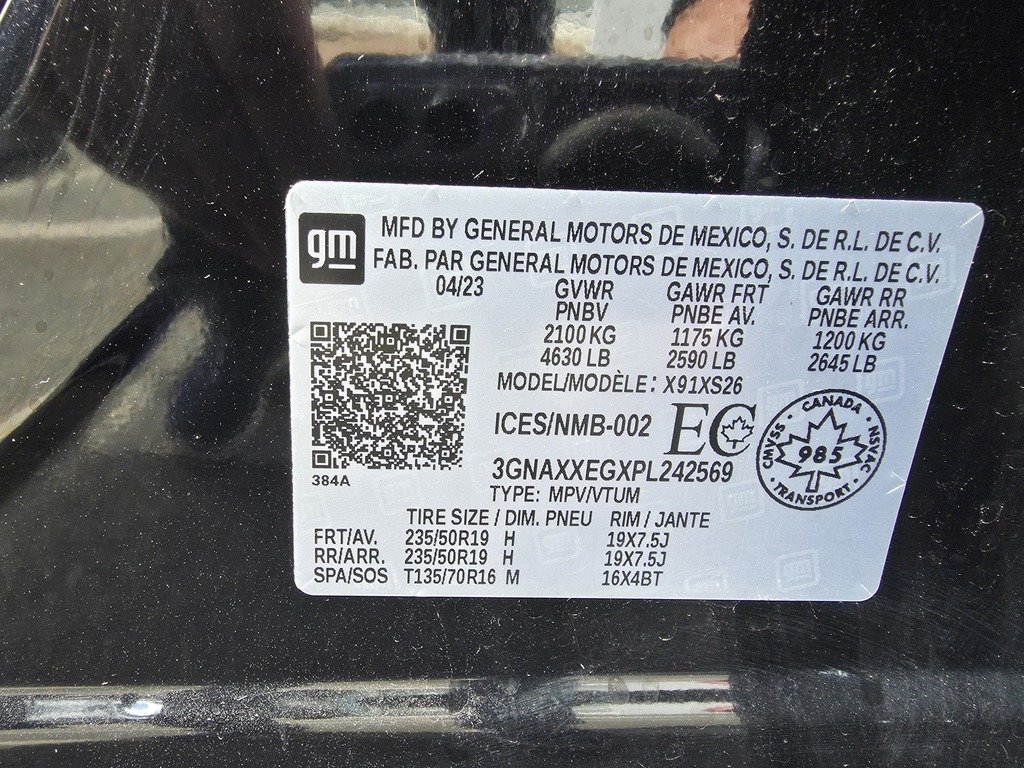 gm
MFD BY GENERAL MOTORS DE MEXICO, S. DE R.L. DE C.V.
FAB. PAR GENERAL MOTORS DE MEXICO, S. DE R.L. DE C.V.
04/23 GVWR GAWR FRT GAWR RR
PNBV PNBE AV. PNBE ARR.
2100 KG 1175 KG 1200 KG
4630 LB 2590 LB 2645 LB
MODEL/MODÈLE: X91XS26
ICES/NMB-002 EC
CANADA
CMVSS 985 NSVAC
TRANSPORT
3GNAXXEGXPL242569
384A
TYPE: MPV/VTUM
TIRE SIZE / DIM. PNEU RIM / JANTE
FRT/AV. 235/50R19 H 19X7.5J
RR/ARR. 235/50R19 H 19X7.5J
SPA/SOS T135/70R16 M 16X4BT